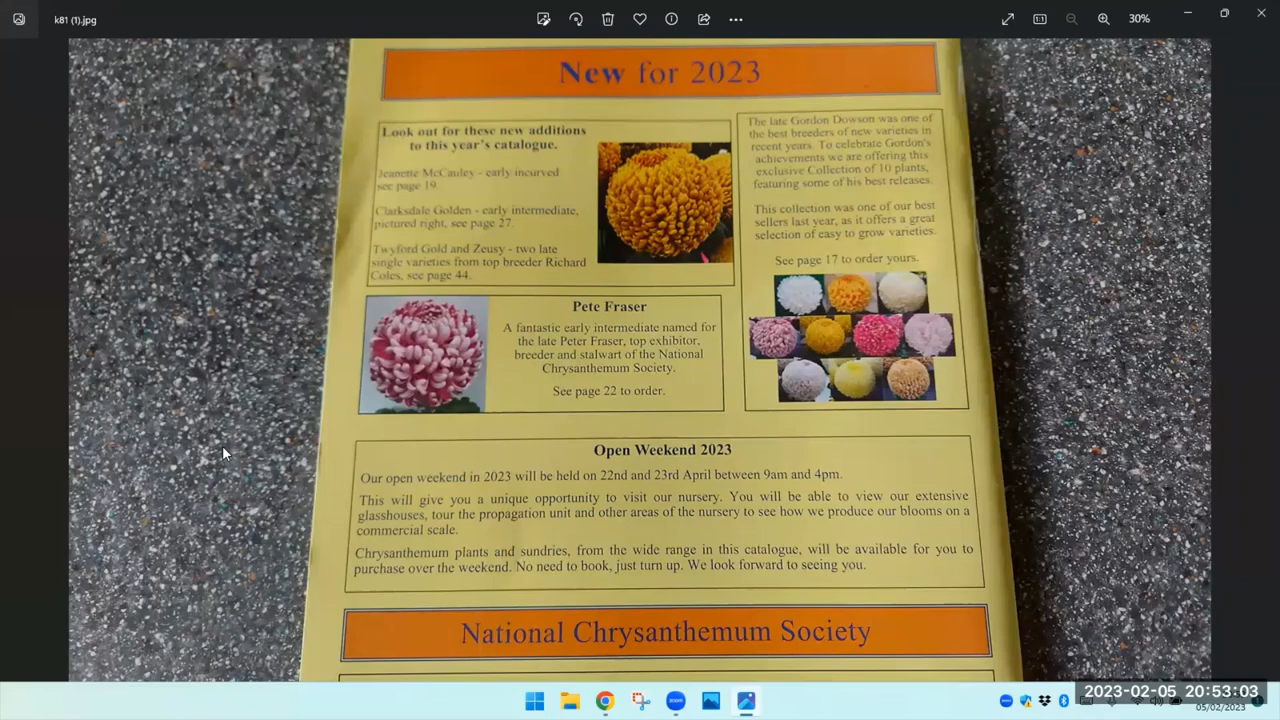 k81 (1).jpg
30%
New for 2023
Look out for these new additions
to this year's catalogue.
Jeanette McCauley - early incurved
see page 19
Clarksdale Golden - early intermediate,
pictured right, see page 27.
Twyford Gold and Zeusy - two late
single varieties from top breeder Richard
Coles, see page 44.
The late Gordon Dowson was one of
the best breeders of new varieties in
recent years. To celebrate Gordon's
achievements we are offering this
exclusive Collection of 10 plants,
featuring some of his best releases.
This collection was one of our best
sellers last year, as it offers a great
selection of easy to grow varieties.
See page 17 to order yours.
Pete Fraser
A fantastic early intermediate named for
the late Peter Fraser, top exhibitor,
breeder and stalwart of the National
Chrysanthemum Society.
See page 22 to order.
Open Weekend 2023
Our open weekend in 2023 will be held on 22nd and 23rd April between 9am and 4pm.
This will give you a unique opportunity to visit our nursery. You will be able to view our extensive
glasshouses, tour the propagation unit and other areas of the nursery to see how we produce our blooms on a
commercial scale.
Chrysanthemum plants and sundries, from the wide range in this catalogue, will be available for you to
purchase over the weekend. No need to book, just turn up. We look forward to seeing you.
National Chrysanthemum Society
zoom
2023-02-05 20:53:03
05/02/2023